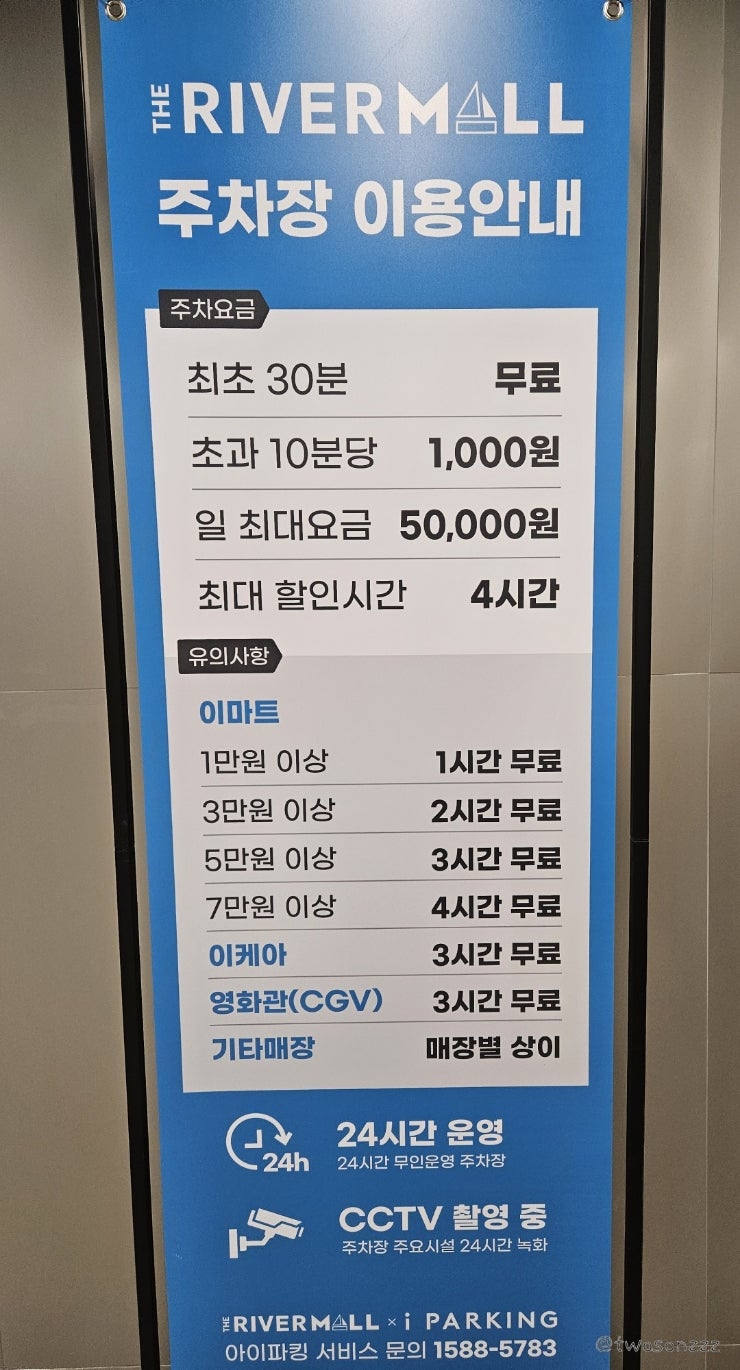 THE RIVERMALL
주차장 이용안내
주차요금
최초 30분 무료
초과 10분당 1,000원
일 최대요금 50,000원
최대 할인시간 4시간
유의사항
이마트
1만원 이상 1시간 무료
3만원 이상 2시간 무료
5만원 이상 3시간 무료
7만원 이상 4시간 무료
이케아 3시간 무료
영화관(CGV) 3시간 무료
기타매장 매장별 상이
24시간 운영
24h
24시간 무인운영 주차장
CCTV 촬영 중
주차장 주요시설 24시간 녹화
THE RIVERMALL × i PARKING
아이파킹 서비스 문의 1588-5783
@twosonzzz